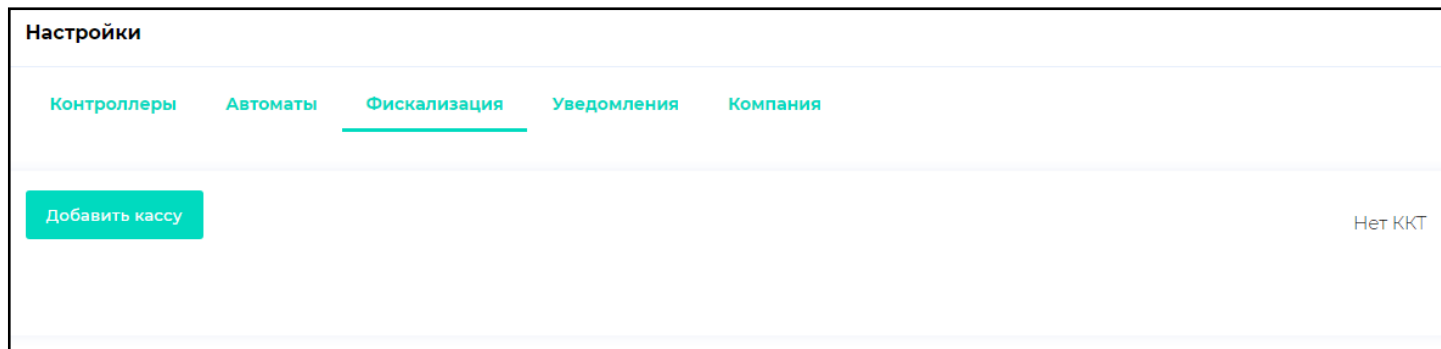 Настройки
Контроллеры Автоматы Фискализация Уведомления Компания
Добавить кассу
Нет ККТ